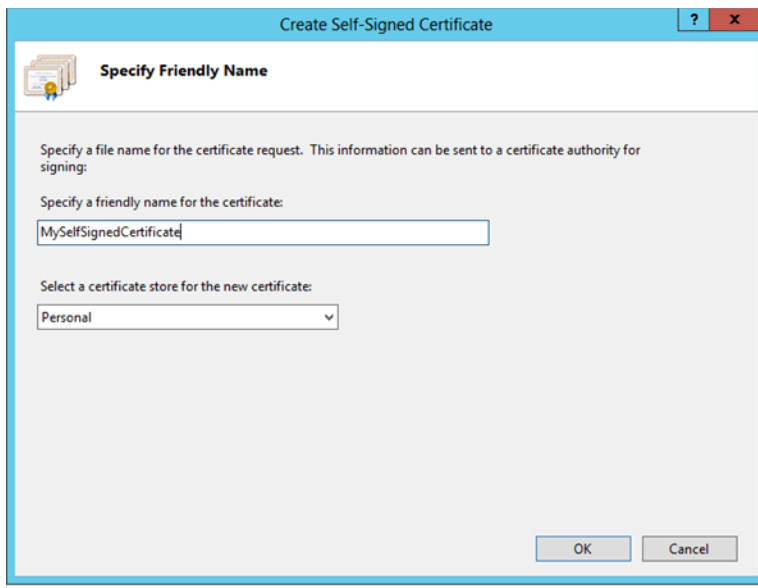 Create Self-Signed Certificate
? x
Specify Friendly Name
Specify a file name for the certificate request.  This information can be sent to a certificate authority for
signing:
Specify a friendly name for the certificate:
MySelfSignedCertificate
Select a certificate store for the new certificate:
Personal
OK Cancel